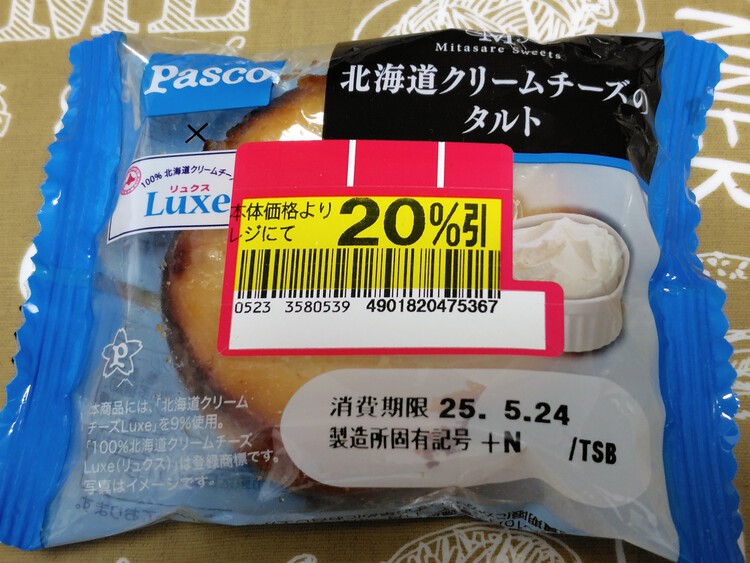 Pasco
Mitasare Sweets
北海道クリームチーズの
タルト
×
100% 北海道クリームチーズ
リュクス
Luxe
本体価格より
レジにて
20%引
0523 3580539 4901820475367
P
本商品には、「北海道クリーム
チーズLuxe」を9%使用。
「100%北海道クリームチーズ
Luxe(リュクス)」は登録商標です。
写真はイメージです。
消費期限 25. 5.24
製造所固有記号 +N /TSB